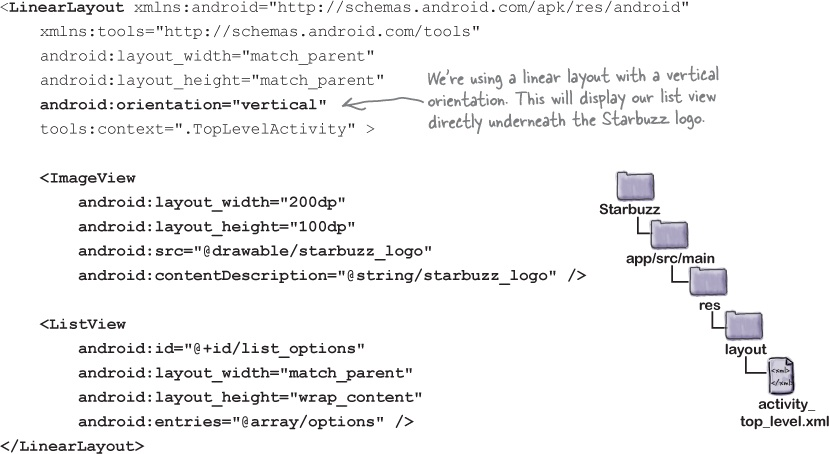 <LinearLayout xmlns:android="http://schemas.android.com/apk/res/android"
xmlns:tools="http://schemas.android.com/tools"
android:layout_width="match_parent"
android:layout_height="match_parent"
android:orientation="vertical"
tools:context=".TopLevelActivity" >
We're using a linear layout with a vertical
orientation. This will display our list view
directly underneath the Starbuzz logo.
<ImageView
android:layout_width="200dp"
android:layout_height="100dp"
android:src="@drawable/starbuzz_logo"
android:contentDescription="@string/starbuzz_logo" />
<ListView
android:id="@+id/list_options"
android:layout_width="match_parent"
android:layout_height="wrap_content"
android:entries="@array/options" />
</LinearLayout>
Starbuzz
app/src/main
res
layout
<xml>
</xml>
activity_
top_level.xml